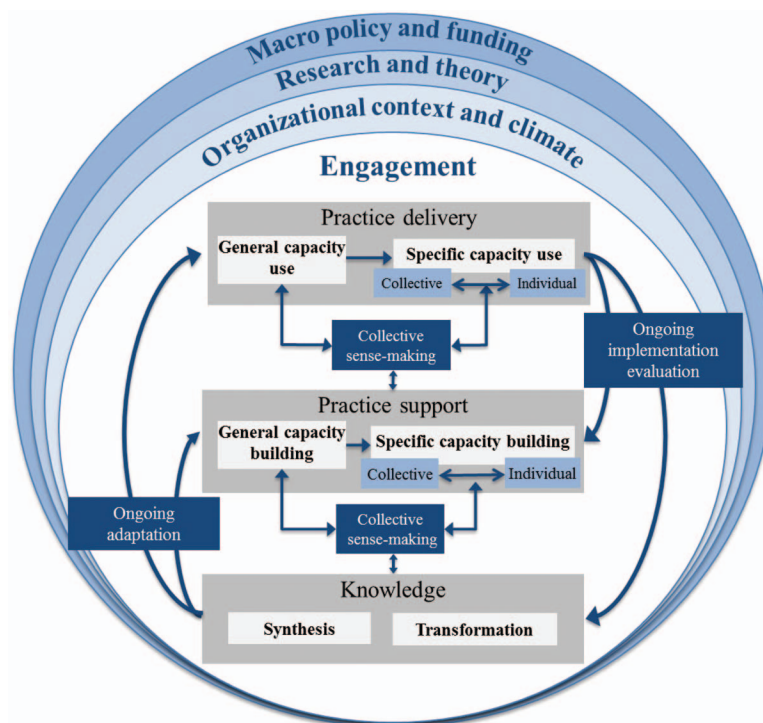 Macro policy and funding
Research and theory
Organizational context and climate
Engagement
Practice delivery
General capacity
use
Specific capacity use
Collective
Individual
Collective
sense-making
Ongoing
implementation
evaluation
Practice support
General capacity
building
Specific capacity building
Collective
Individual
Ongoing
adaptation
Collective
sense-making
Knowledge
Synthesis
Transformation